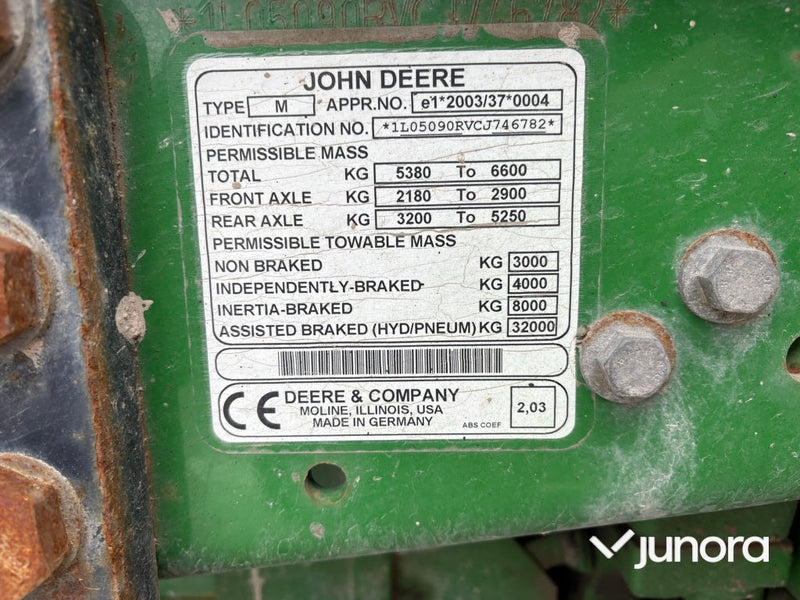 *1L05090RVCJ746782*
JOHN DEERE
TYPE M APPR.NO. e1*2003/37*0004
IDENTIFICATION NO. *1L05090RVCJ746782*
PERMISSIBLE MASS
TOTAL KG 5380 To 6600
FRONT AXLE KG 2180 To 2900
REAR AXLE KG 3200 To 5250
PERMISSIBLE TOWABLE MASS
NON BRAKED KG 3000
INDEPENDENTLY-BRAKED KG 4000
INERTIA-BRAKED KG 8000
ASSISTED BRAKED (HYD/PNEUM) KG 32000
CE DEERE & COMPANY
MOLINE, ILLINOIS, USA
MADE IN GERMANY
ABS COEF 2,03
junora